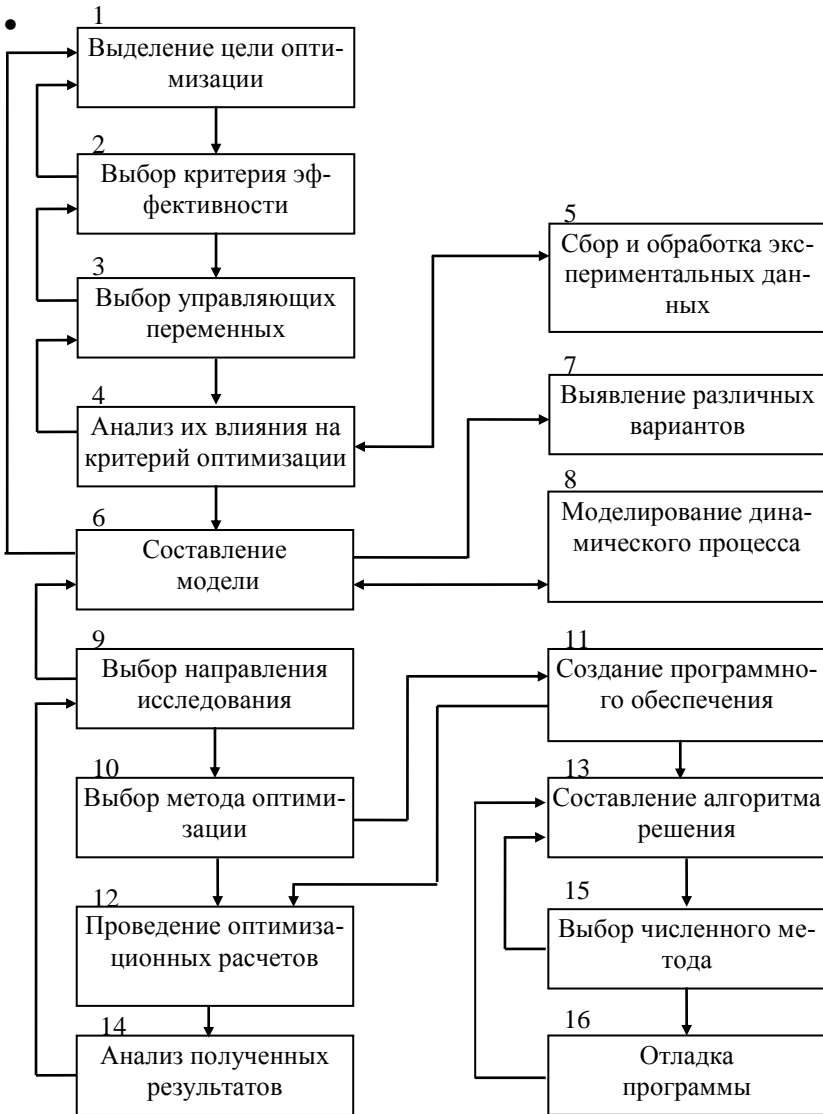 •
1
Выделение цели опти-
мизации
2
Выбор критерия эф-
фективности
3
Выбор управляющих
переменных
4
Анализ их влияния на
критерий оптимизации
5
Сбор и обработка экс-
периментальных дан-
ных
6
Составление
модели
7
Выявление различных
вариантов
8
Моделирование дина-
мического процесса
9
Выбор направления
исследования
10
Выбор метода оптими-
зации
11
Создание программно-
го обеспечения
12
Проведение оптимиза-
ционных расчетов
13
Составление алгоритма
решения
14
Анализ полученных
результатов
15
Выбор численного ме-
тода
16
Отладка
программы